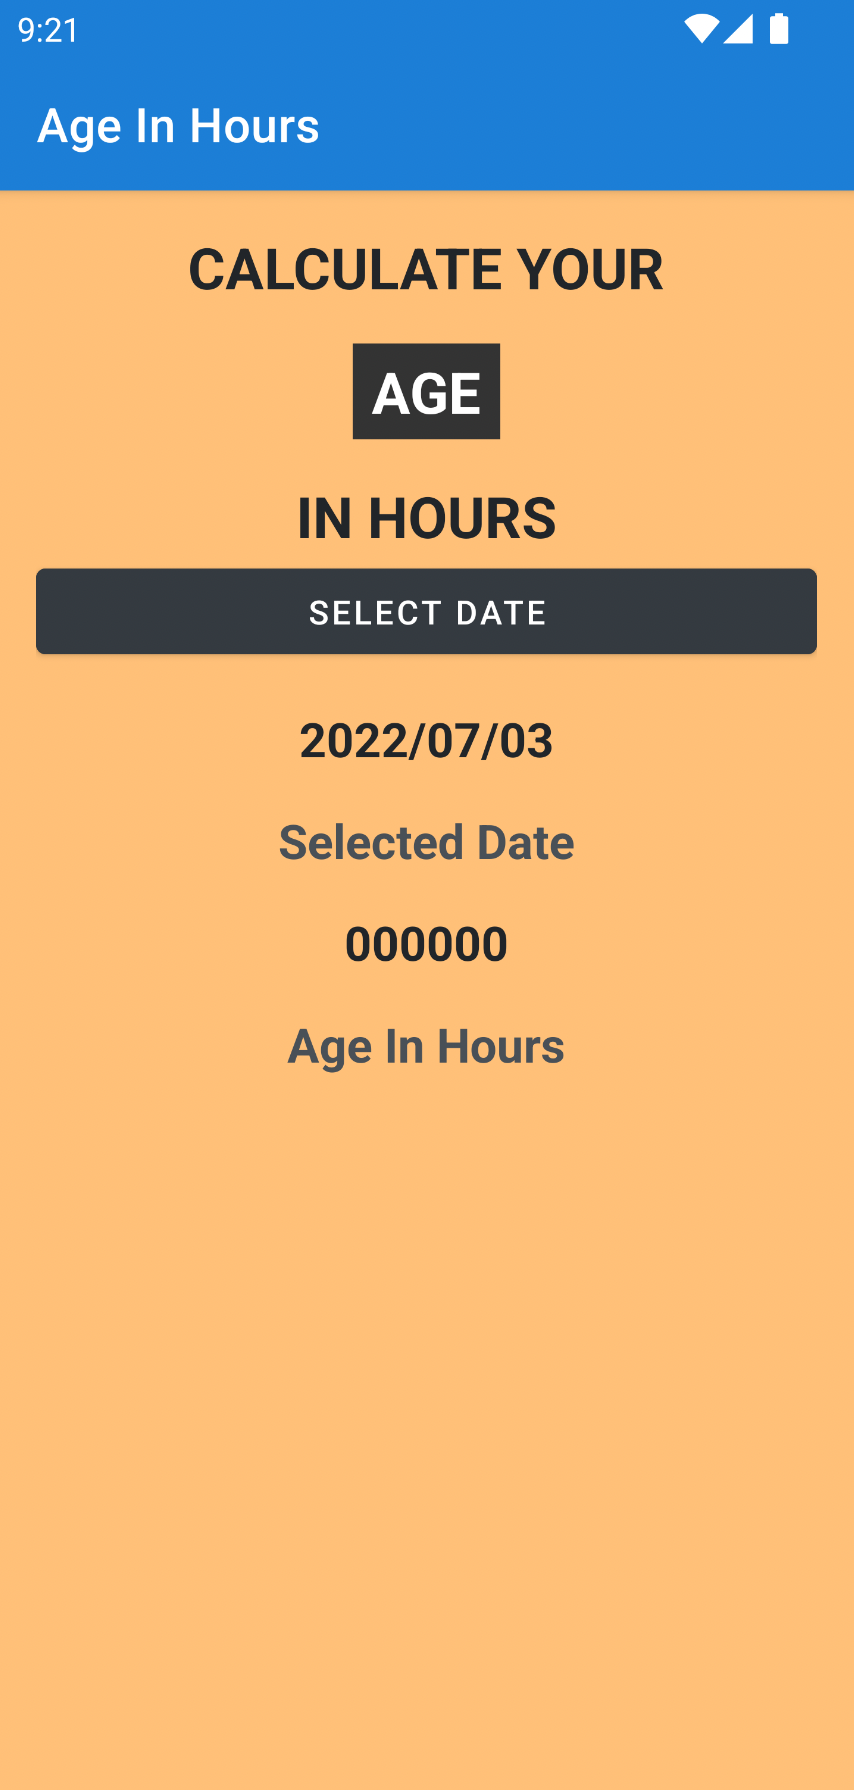 9:21
Age In Hours
CALCULATE YOUR
AGE
IN HOURS
SELECT DATE
2022/07/03
Selected Date
000000
Age In Hours